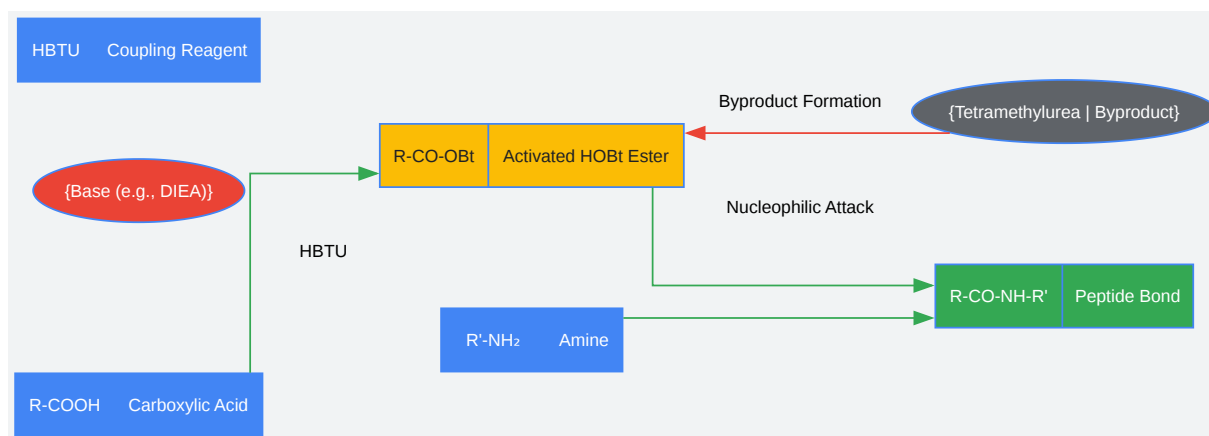 HBTU Coupling Reagent
Byproduct Formation
{Tetramethylurea | Byproduct}
R-CO-OBt Activated HOBt Ester
{Base (e.g., DIEA)}
Nucleophilic Attack
HBTU
R-CO-NH-R' Peptide Bond
R'-NH₂ Amine
R-COOH Carboxylic Acid